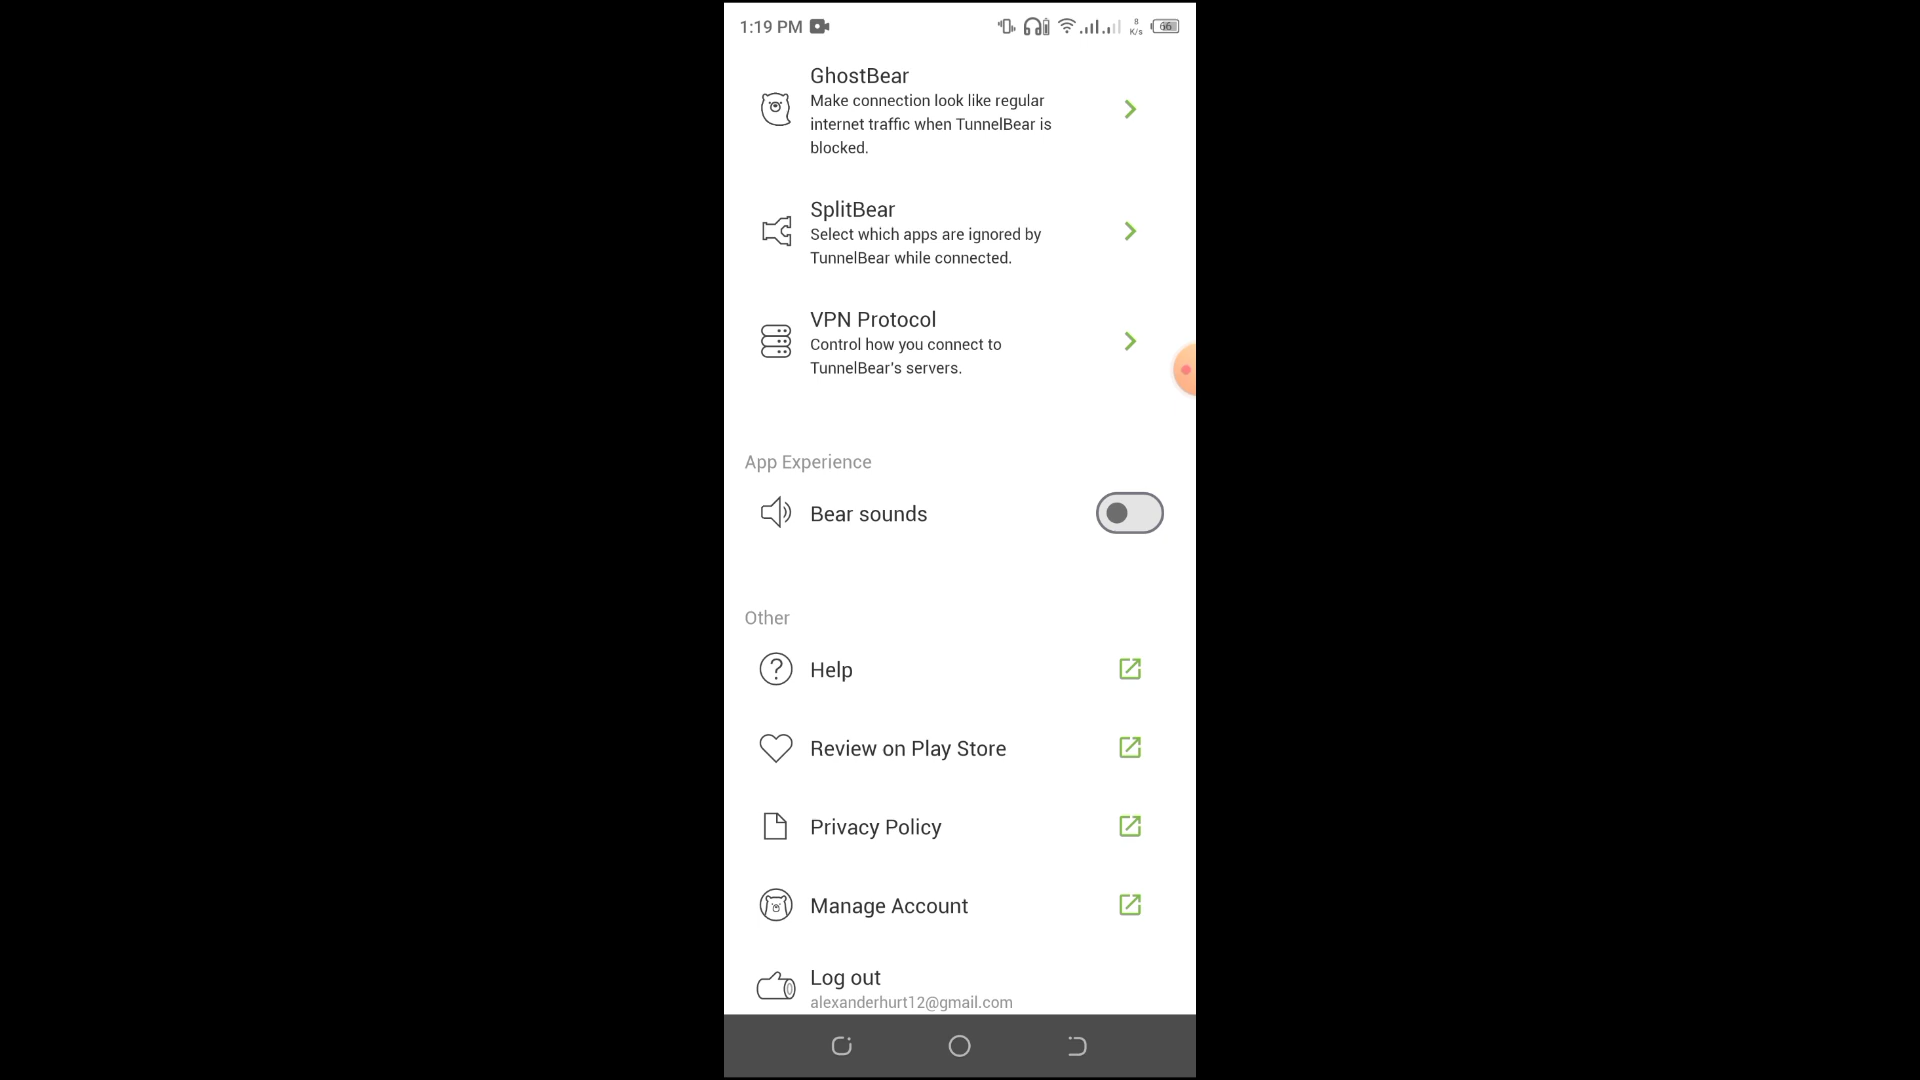 1:19 PM
8
K/s
66
GhostBear
Make connection look like regular
internet traffic when TunnelBear is
blocked.
SplitBear
Select which apps are ignored by
TunnelBear while connected.
VPN Protocol
Control how you connect to
TunnelBear's servers.
App Experience
Bear sounds
Other
Help
Review on Play Store
Privacy Policy
Manage Account
Log out
alexanderhurt12@gmail.com